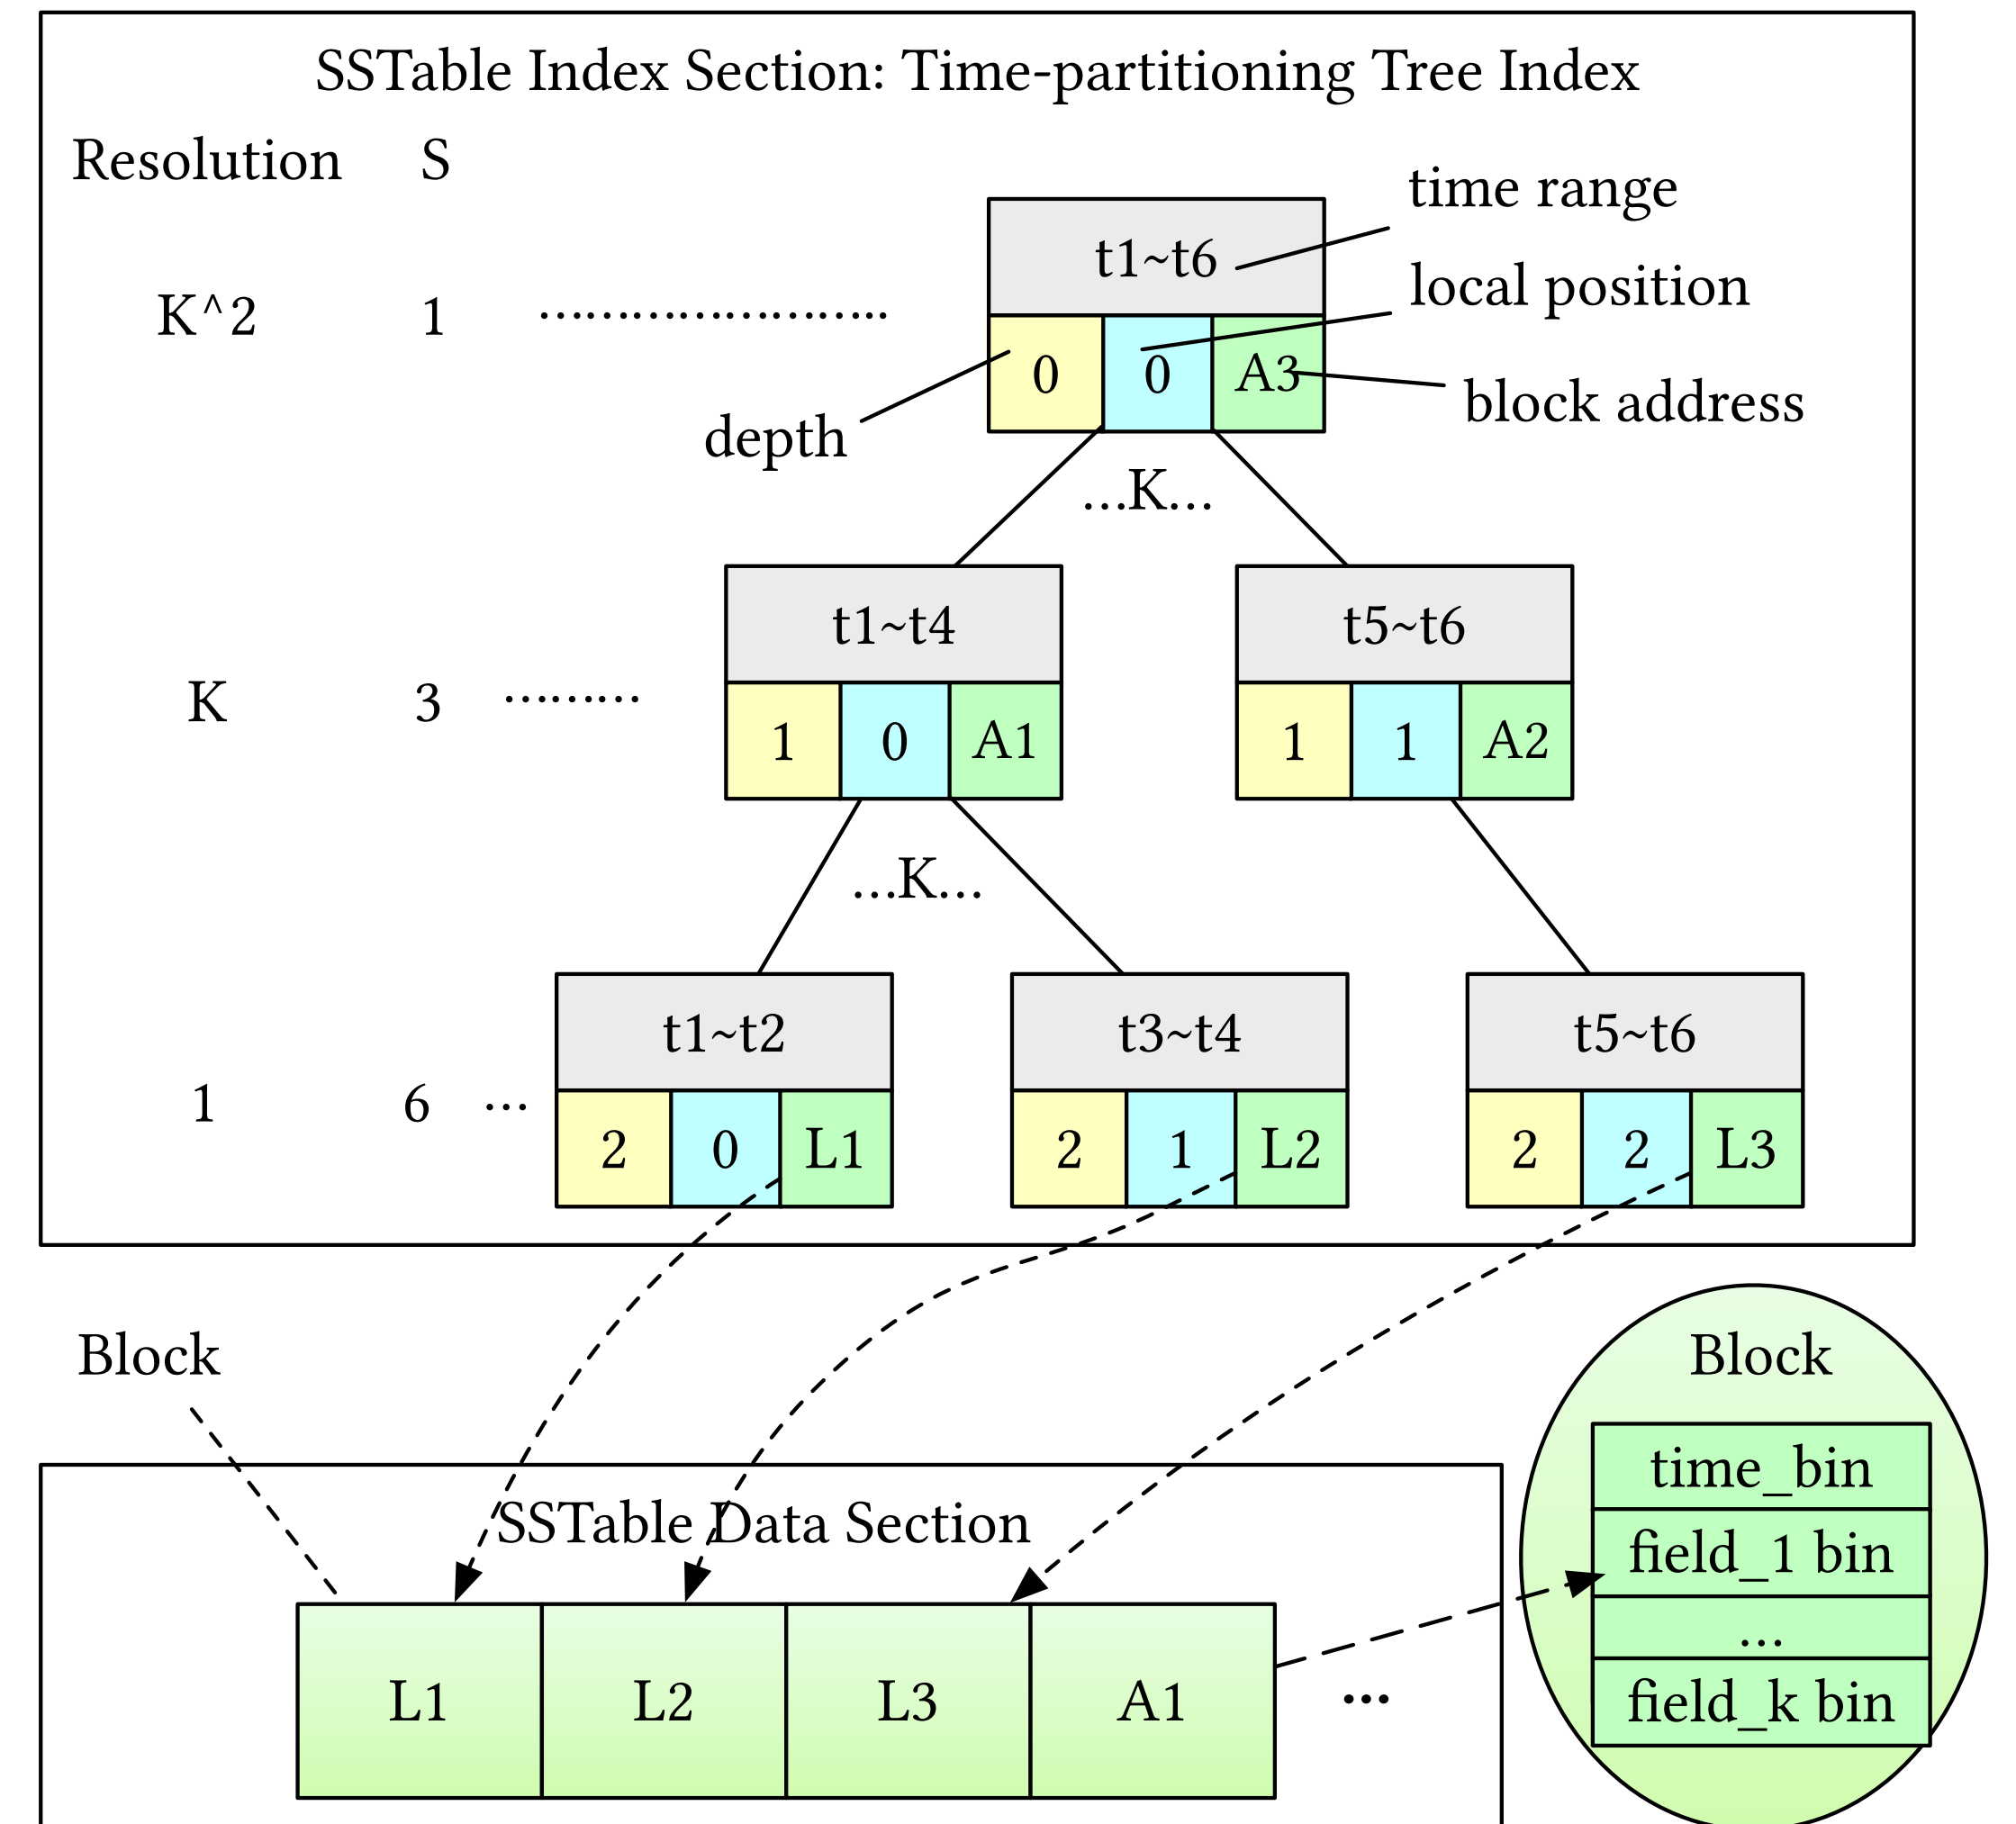 SSTable Index Section: Time-partitioning Tree Index
Resolution S
time range
t1~t6
local position
K^2 1 .....................
0 0 A3
block address
depth
...K...
t1~t4 t5~t6
K 3 .........
1 0 A1 1 1 A2
...K...
t1~t2 t3~t4 t5~t6
1 6 ...
2 0 L1 2 1 L2 2 2 L3
Block
Block
time_bin
SSTable Data Section
field_1 bin
...
L1 L2 L3 A1 ...
field_k bin